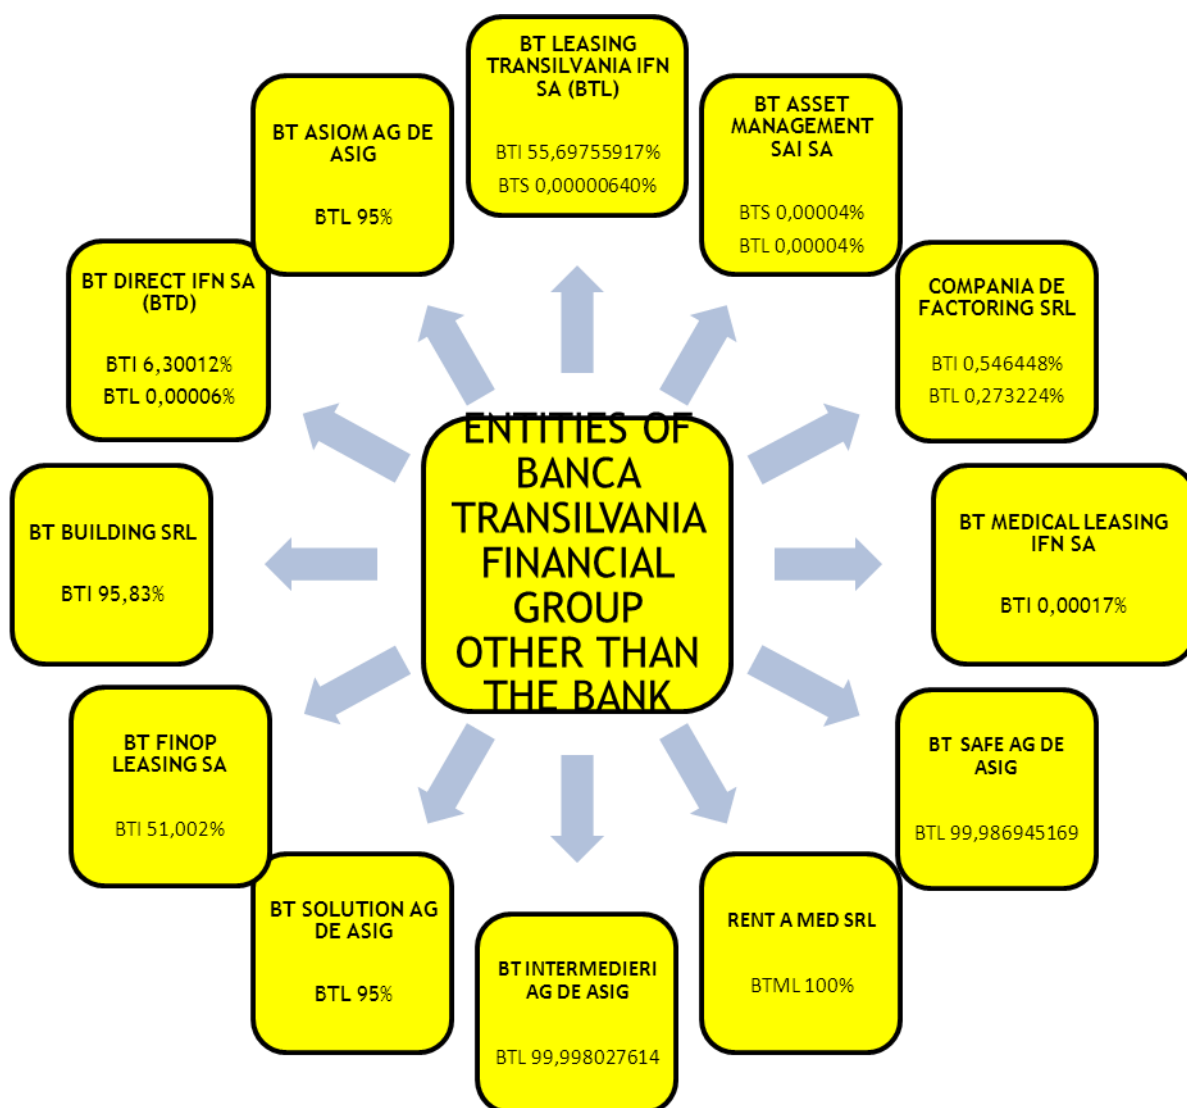 BT LEASING
TRANSILVANIA IFN
SA (BTL)
BTI 55,69755917%
BTS 0,00000640%
BT ASSET
MANAGEMENT
SAI SA
BTS 0,00004%
BTL 0,00004%
COMPANIA DE
FACTORING SRL
BTI 0,546448%
BTL 0,273224%
BT MEDICAL LEASING
IFN SA
BTI 0,00017%
BT SAFE AG DE
ASIG
BTL 99,986945169
RENT A MED SRL
BTML 100%
BT INTERMEDIERI
AG DE ASIG
BTL 99,998027614
BT SOLUTION AG
DE ASIG
BTL 95%
BT FINOP
LEASING SA
BTI 51,002%
BT BUILDING SRL
BTI 95,83%
BT DIRECT IFN SA
(BTD)
BTI 6,30012%
BTL 0,00006%
BT ASIOM AG DE
ASIG
BTL 95%
ENTITIES OF
BANCA
TRANSILVANIA
FINANCIAL
GROUP
OTHER THAN
THE BANK